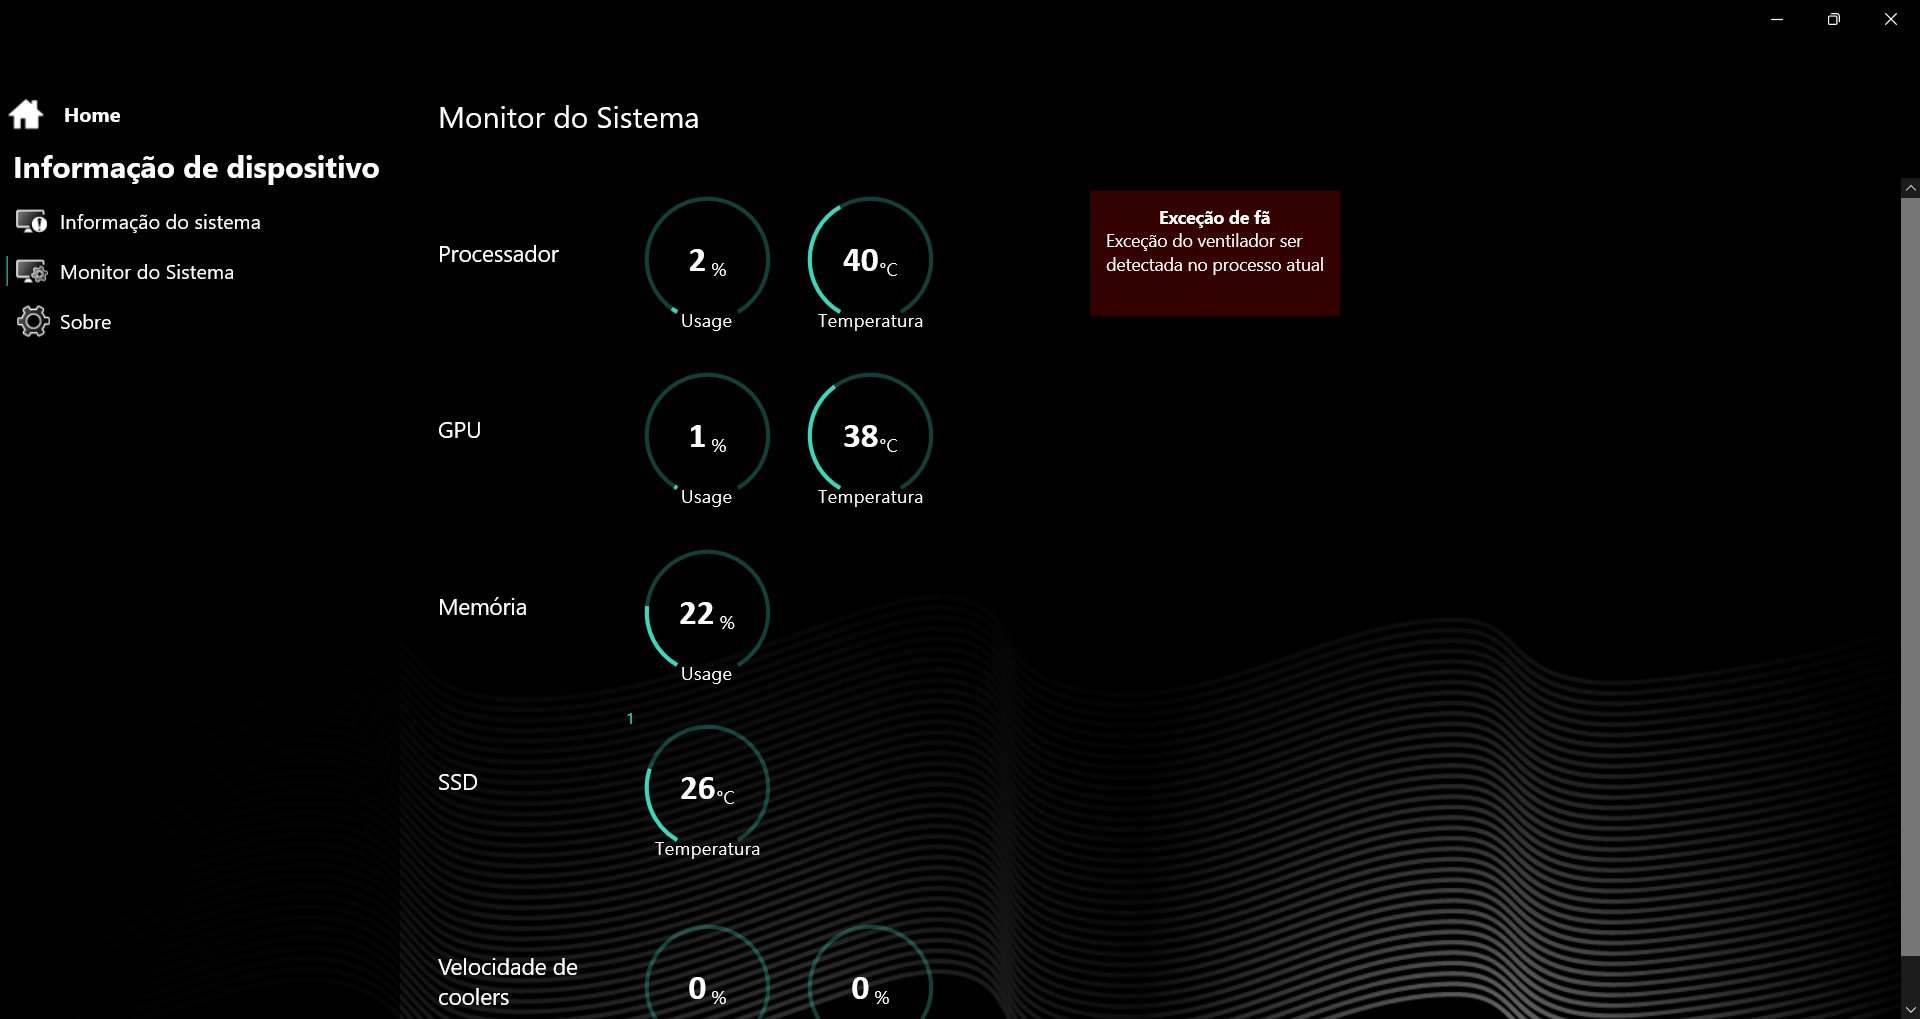 Home
Informação de dispositivo
Informação do sistema
Monitor do Sistema
Sobre
Monitor do Sistema
Processador
2 %
Usage
40 °C
Temperatura
Exceção de fã
Exceção do ventilador ser
detectada no processo atual
GPU
1 %
Usage
38 °C
Temperatura
Memória
22 %
Usage
1
SSD
26 °C
Temperatura
Velocidade de
coolers
0 %
0 %